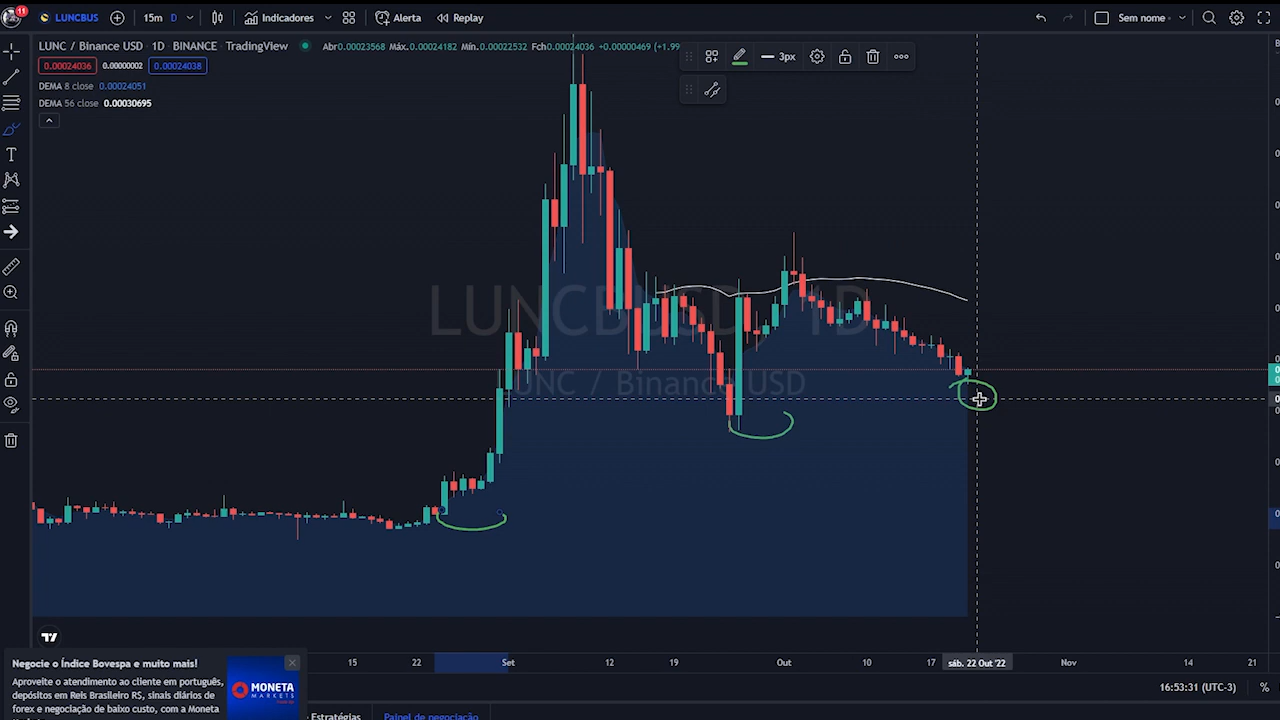 11
LUNCBUS
15m D
Indicadores
Alerta
Replay
Sem nome
LUNC / Binance USD · 1D · BINANCE · TradingView
Abr0.00023568 Máx.0.00024182 Mín.0.00022532 Fch0.00024036 +0.00000469 (+1.99
3px
0.00024036 0.00000002 0.00024038
DEMA 8 close 0.00024051
DEMA 56 close 0.00030695
LUNCBUSD 1D
LUNC / Binance USD
15 22 Set 12 19 Out 10 17 sáb. 22 Out '22 Nov 14 21
Negocie o Índice Bovespa e muito mais!
Aproveite o atendimento ao cliente em português,
depósitos em Reis Brasileiro R$, sinais diários de
forex e negociação de baixo custo, com a Moneta
MONETA
MARKETS
16:53:31 (UTC-3)
%
Estratégias
Painel de negociação